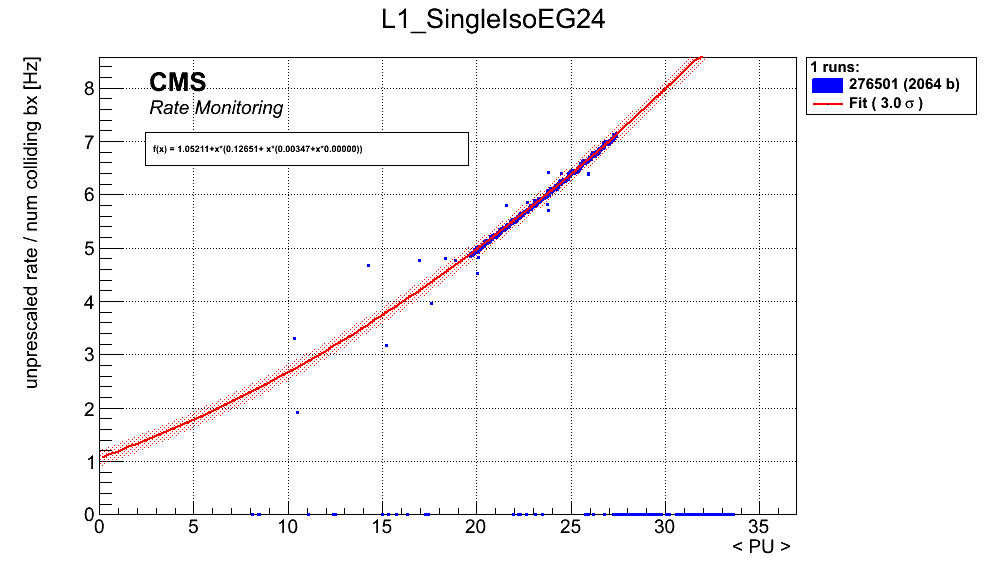 L1_SingleIsoEG24
unprescaled rate / num colliding bx [Hz]
CMS
Rate Monitoring
f(x) = 1.05211+x*(0.12651+ x*(0.00347+x*0.00000))
1 runs:
276501 (2064 b)
Fit ( 3.0 σ )
8
7
6
5
4
3
2
1
0
0 5 10 15 20 25 30 35
< PU >